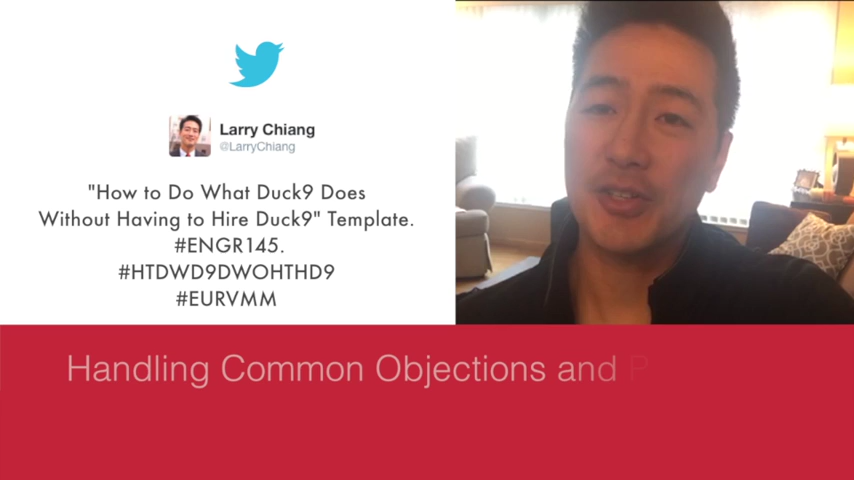 Larry Chiang
@LarryChiang
"How to Do What Duck9 Does
Without Having to Hire Duck9" Template.
#ENGR145.
#HTDWD9DWOHTHD9
#EURVMM
Handling Common Objections and P